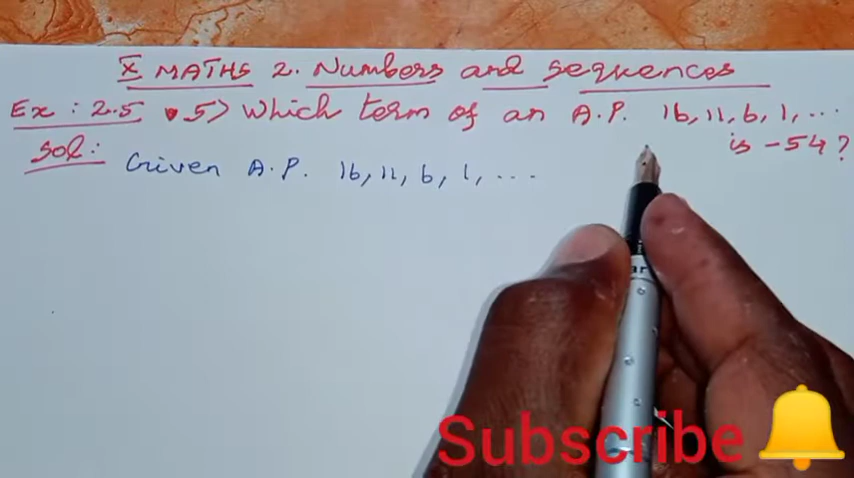 X MATHS 2. Numbers and Sequences
Ex: 2.5 5) Which term of an A.P. 16, 11, 6, 1, ...
is -54?
Sol: Given A.P. 16, 11, 6, 1, ...
Subscribe